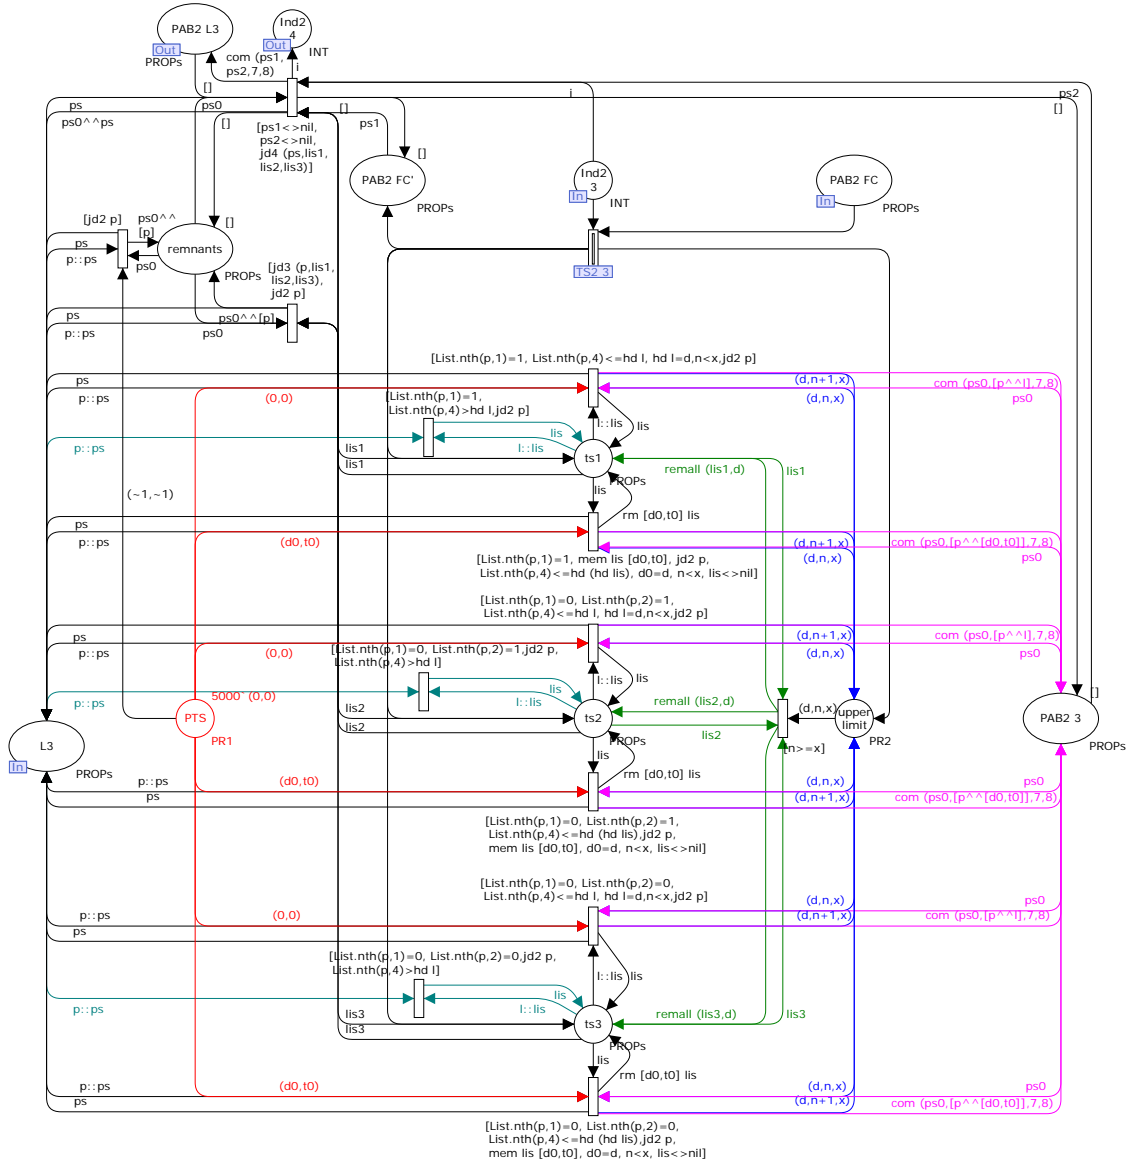 PAB2 L3
Out
PROPs
Ind2
4
Out
INT
com (ps1,
ps2,7,8)
i
[]
ps
ps0
ps0^^ps
[]
[]
ps1
i
ps2
[]
[ps1<>nil,
ps2<>nil,
jd4 (ps,lis1,
lis2,lis3)]
PAB2 FC'
[]
PROPs
Ind2
3
In
INT
PAB2 FC
In
PROPs
[jd2 p]
ps0^^
[p]
ps
p::ps
ps0
remnants
[]
PROPs
TS2 3
[jd3 (p,lis1,
lis2,lis3),
jd2 p]
ps
p::ps
ps0^^[p]
ps0
[List.nth(p,1)=1, List.nth(p,4)<=hd l, hd l=d,n<x,jd2 p]
ps
p::ps
(0,0)
(d,n+1,x)
(d,n,x)
com (ps0,[p^^l],7,8)
ps0
[List.nth(p,1)=1,
List.nth(p,4)>hd l,jd2 p]
l::lis
lis
lis
l::lis
p::ps
lis1
lis1
ts1
PROPs
remall (lis1,d)
lis1
(~1,~1)
lis
rm [d0,t0] lis
ps
p::ps
(d0,t0)
(d,n+1,x)
(d,n,x)
com (ps0,[p^^[d0,t0]],7,8)
ps0
[List.nth(p,1)=1, mem lis [d0,t0], jd2 p,
List.nth(p,4)<=hd (hd lis), d0=d, n<x, lis<>nil]
[List.nth(p,1)=0, List.nth(p,2)=1,
List.nth(p,4)<=hd l, hd l=d,n<x,jd2 p]
ps
p::ps
(0,0)
(d,n+1,x)
(d,n,x)
com (ps0,[p^^l],7,8)
ps0
[List.nth(p,1)=0, List.nth(p,2)=1,jd2 p,
List.nth(p,4)>hd l]
l::lis
lis
lis
l::lis
p::ps
5000`(0,0)
PTS
PR1
lis2
lis2
ts2
PROPs
remall (lis2,d)
lis2
(d,n,x)
[n>=x]
upper
limit
PR2
PAB2 3
[]
PROPs
L3
In
PROPs
lis
rm [d0,t0] lis
p::ps
ps
(d0,t0)
(d,n,x)
(d,n+1,x)
ps0
com (ps0,[p^^[d0,t0]],7,8)
[List.nth(p,1)=0, List.nth(p,2)=1,
List.nth(p,4)<=hd (hd lis),jd2 p,
mem lis [d0,t0], d0=d, n<x, lis<>nil]
[List.nth(p,1)=0, List.nth(p,2)=0,
List.nth(p,4)<=hd l, hd l=d,n<x,jd2 p]
p::ps
ps
(0,0)
(d,n,x)
(d,n+1,x)
ps0
com (ps0,[p^^l],7,8)
[List.nth(p,1)=0, List.nth(p,2)=0,jd2 p,
List.nth(p,4)>hd l]
l::lis
lis
lis
l::lis
p::ps
lis3
lis3
ts3
PROPs
remall (lis3,d)
lis3
lis
rm [d0,t0] lis
p::ps
ps
(d0,t0)
(d,n,x)
(d,n+1,x)
ps0
com (ps0,[p^^[d0,t0]],7,8)
[List.nth(p,1)=0, List.nth(p,2)=0,
List.nth(p,4)<=hd (hd lis),jd2 p,
mem lis [d0,t0], d0=d, n<x, lis<>nil]